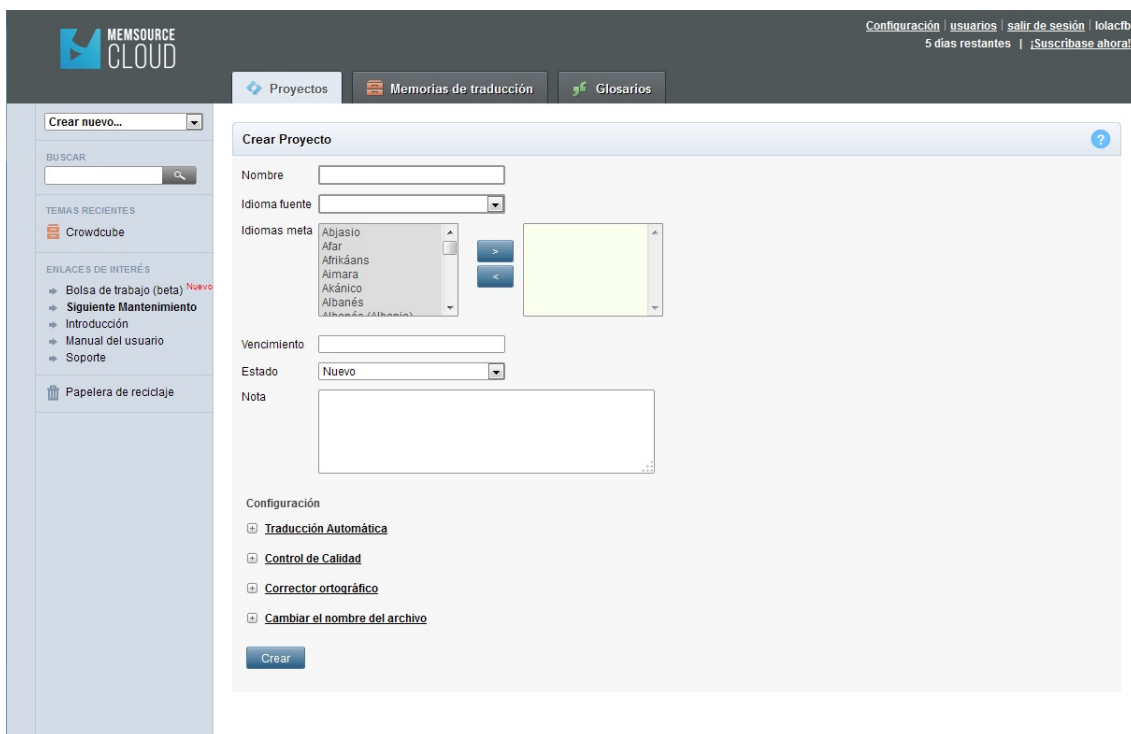 MEMSOURCE
CLOUD
Configuración | usuarios | salir de sesión | lolacfb
5 días restantes | ¡Suscríbase ahora!
Proyectos
Memorias de traducción
Glosarios
Crear nuevo...
BUSCAR
TEMAS RECIENTES
Crowdcube
ENLACES DE INTERÉS
Bolsa de trabajo (beta) Nuevo
Siguiente Mantenimiento
Introducción
Manual del usuario
Soporte
Papelera de reciclaje
Crear Proyecto
?
Nombre
Idioma fuente
Idiomas meta
Abjasio
Afar
Afrikáans
Aimara
Akánico
Albanés
Albanés (Albania)
>
<
Vencimiento
Estado
Nuevo
Nota
Configuración
Traducción Automática
Control de Calidad
Corrector ortográfico
Cambiar el nombre del archivo
Crear